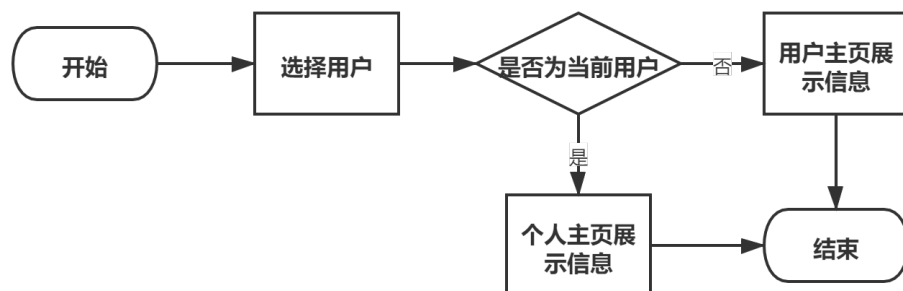 开始
选择用户
是否为当前用户
否
用户主页展
示信息
是
个人主页展
示信息
结束